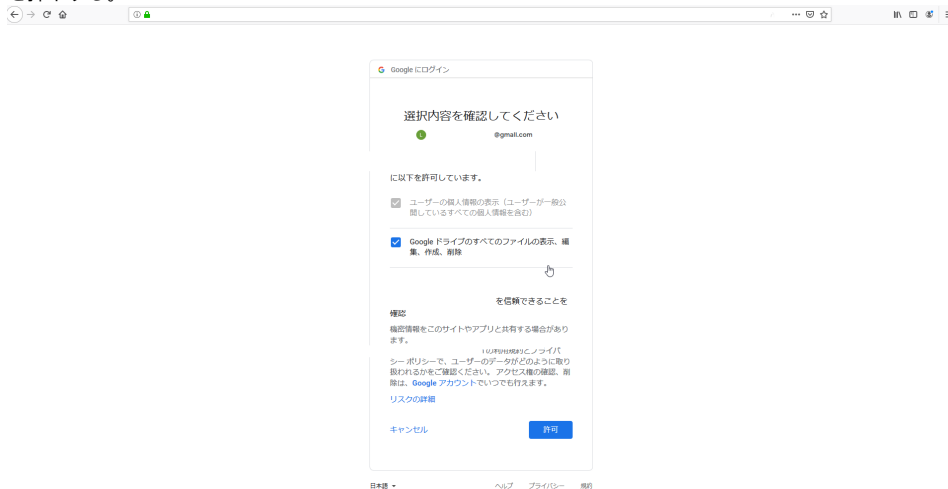 Google にログイン
選択内容を確認してください
L
@gmail.com
に以下を許可しています。
ユーザーの個人情報の表示（ユーザーが一般公
開しているすべての個人情報を含む）
Google ドライブのすべてのファイルの表示、編
集、作成、削除
を信頼できることを
確認
機密情報をこのサイトやアプリと共有する場合があり
ます。
の利用規約とプライバ
シー ポリシーで、ユーザーのデータがどのように取り
扱われるかをご確認ください。アクセス権の確認、削
除は、Google アカウントでいつでも行えます。
リスクの詳細
キャンセル
許可
日本語
ヘルプ プライバシー 規約